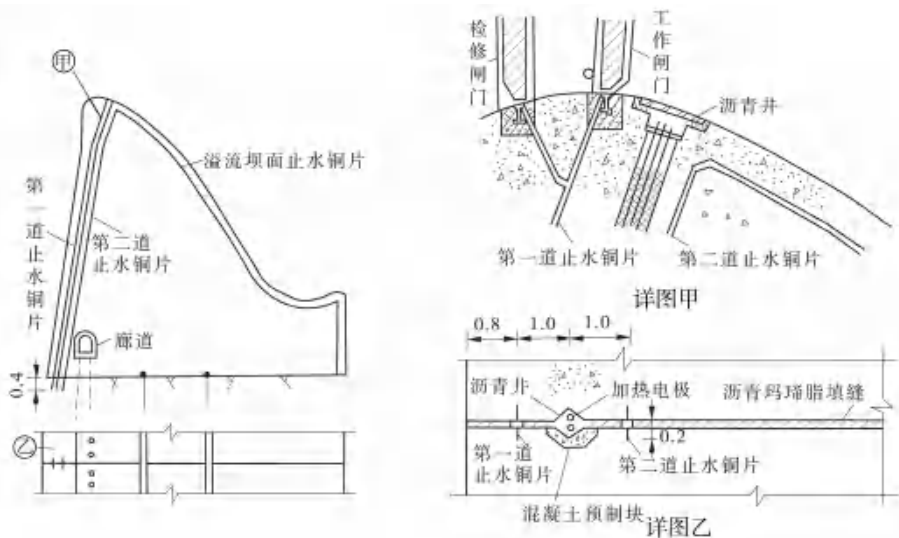 甲
溢流坝面止水铜片
第一道止水铜片
第二道
止水铜片
廊道
0.4
乙
检修闸门
工作闸门
沥青井
第一道止水铜片
第二道止水铜片
详图甲
0.8
1.0
1.0
沥青井
加热电极
沥青玛𤧛脂填缝
0.2
第一道
止水铜片
第二道止水铜片
混凝土预制块
详图乙